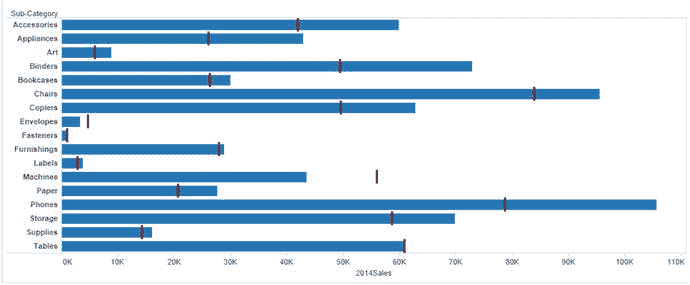 Sub-Category
Accessories
Appliances
Art
Binders
Bookcases
Chairs
Copiers
Envelopes
Fasteners
Furnishings
Labels
Machines
Paper
Phones
Storage
Supplies
Tables
0K 10K 20K 30K 40K 50K 60K 70K 80K 90K 100K 110K
2014Sales